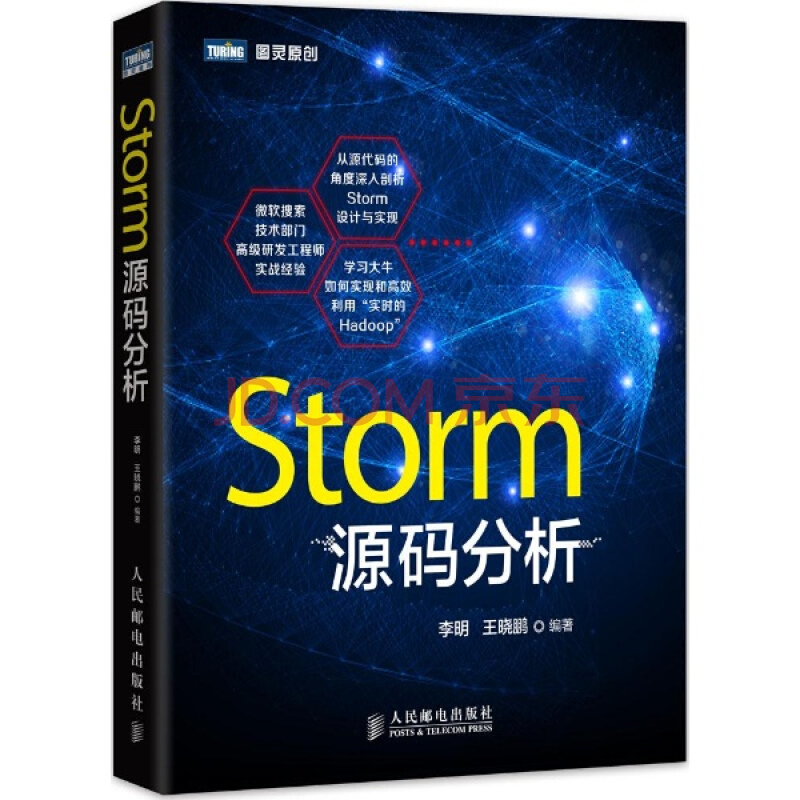 TURING 图灵原创
从源代码的
角度深入剖析
Storm
设计与实现
微软搜索
技术部门
高级研发工程师
实战经验
学习大牛
如何实现和高效
利用“实时的
Hadoop”
JD.COM 京东
Storm
源码分析
李明 王晓鹏 编著
人民邮电出版社
POSTS & TELECOM PRESS
TURING
图灵原创
Storm源码分析
李明 王晓鹏 编著
人民邮电出版社